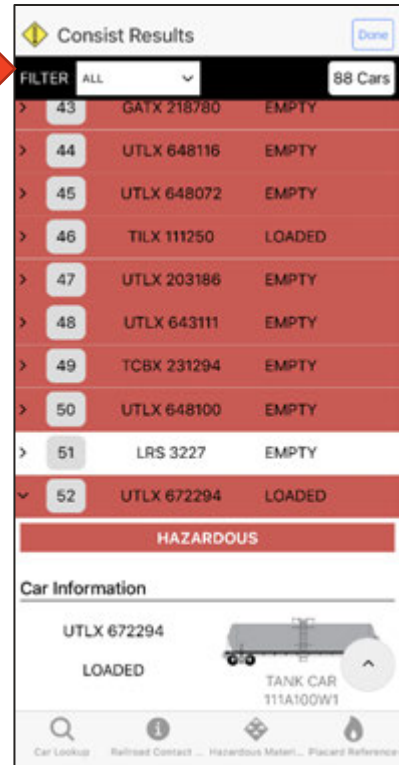 Consist Results Done
FILTER ALL 88 Cars
43 GATX 218780 EMPTY
44 UTLX 648116 EMPTY
45 UTLX 648072 EMPTY
46 TILX 111250 LOADED
47 UTLX 203186 EMPTY
48 UTLX 643111 EMPTY
49 TCBX 231294 EMPTY
50 UTLX 648100 EMPTY
51 LRS 3227 EMPTY
52 UTLX 672294 LOADED
HAZARDOUS
Car Information
UTLX 672294
LOADED
TANK CAR
111A100W1
Car Lookup Railroad Contact ... Hazardous Materi... Placard Reference